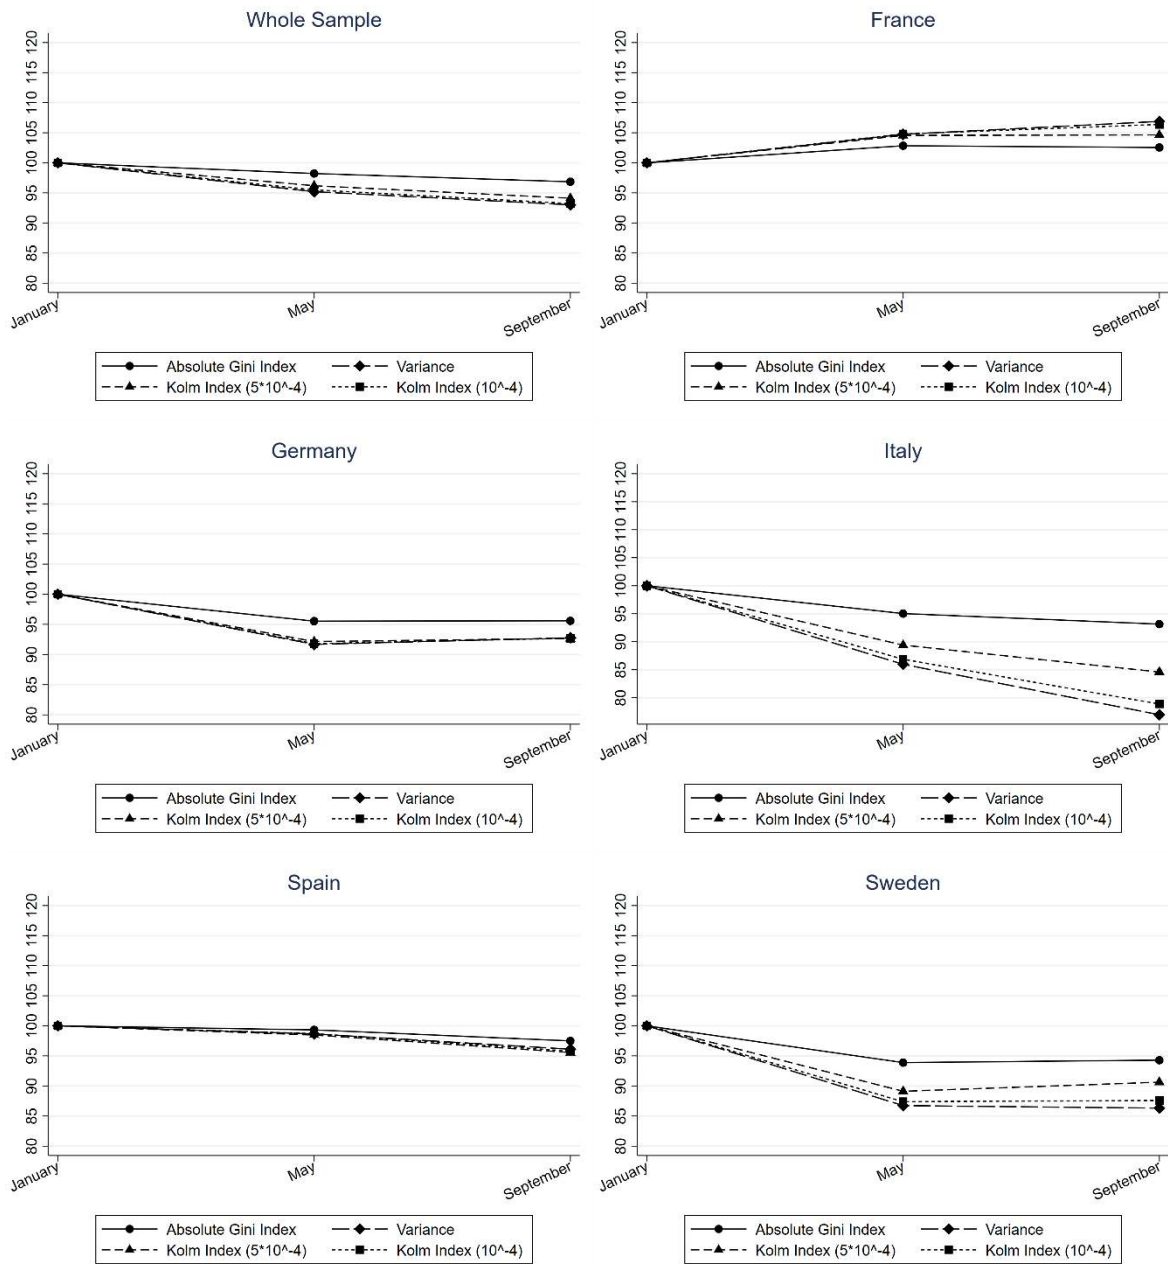 Whole Sample
120
115
110
105
100
95
90
85
80
January
May
September
Absolute Gini Index
Variance
Kolm Index (5*10^-4)
Kolm Index (10^-4)
France
120
115
110
105
100
95
90
85
80
January
May
September
Absolute Gini Index
Variance
Kolm Index (5*10^-4)
Kolm Index (10^-4)
Germany
120
115
110
105
100
95
90
85
80
January
May
September
Absolute Gini Index
Variance
Kolm Index (5*10^-4)
Kolm Index (10^-4)
Italy
120
115
110
105
100
95
90
85
80
January
May
September
Absolute Gini Index
Variance
Kolm Index (5*10^-4)
Kolm Index (10^-4)
Spain
120
115
110
105
100
95
90
85
80
January
May
September
Absolute Gini Index
Variance
Kolm Index (5*10^-4)
Kolm Index (10^-4)
Sweden
120
115
110
105
100
95
90
85
80
January
May
September
Absolute Gini Index
Variance
Kolm Index (5*10^-4)
Kolm Index (10^-4)